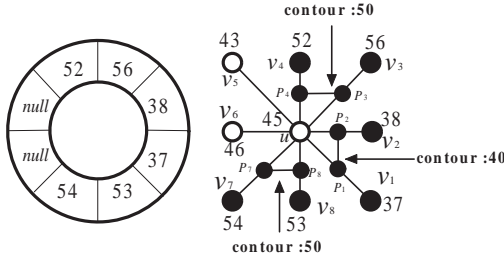 contour :50
43 52 56
v5 v4 v3
52 56
null 38
null 37
54 53
45 P4 P3
v6 u P2 38
46 v2
contour :40
v7 P7 P8 P1 v1
54 53 v8 37
contour :50